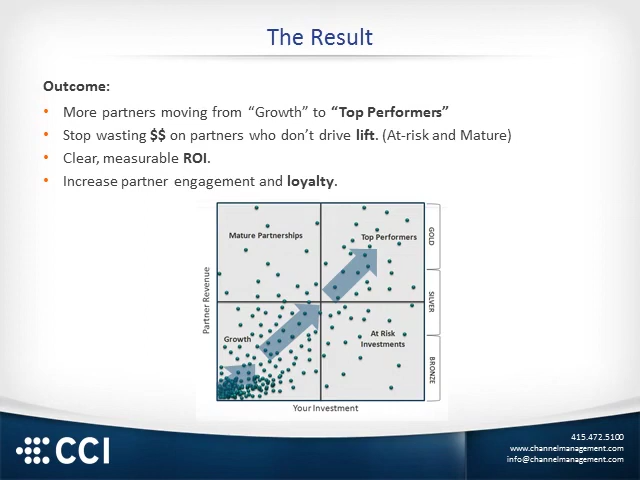 The Result
Outcome:
• More partners moving from “Growth” to “Top Performers”
• Stop wasting $$ on partners who don’t drive lift. (At-risk and Mature)
• Clear, measurable ROI.
• Increase partner engagement and loyalty.
Mature Partnerships
Top Performers
Growth
At Risk
Investments
Partner Revenue
Your Investment
GOLD
SILVER
BRONZE
CCI
415.472.5100
www.channelmanagement.com
info@channelmanagement.com